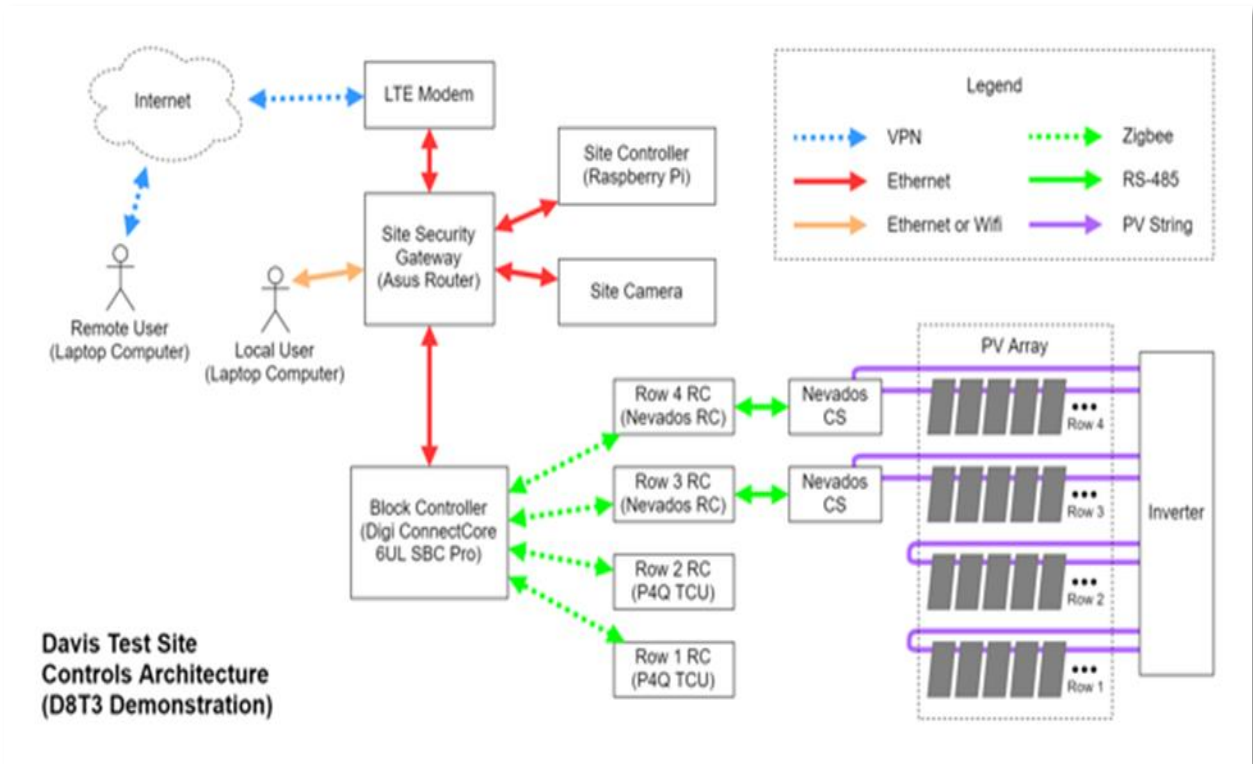 Internet
LTE Modem
Site Controller
(Raspberry Pi)
Site Security
Gateway
(Asus Router)
Site Camera
Remote User
(Laptop Computer)
Local User
(Laptop Computer)
Legend
VPN
Zigbee
Ethernet
RS-485
Ethernet or Wifi
PV String
Block Controller
(Digi ConnectCore
6UL SBC Pro)
Row 4 RC
(Nevados RC)
Nevados
CS
Row 3 RC
(Nevados RC)
Nevados
CS
Row 2 RC
(P4Q TCU)
Row 1 RC
(P4Q TCU)
PV Array
Row 4
Row 3
Row 2
Row 1
Inverter
Davis Test Site
Controls Architecture
(D8T3 Demonstration)